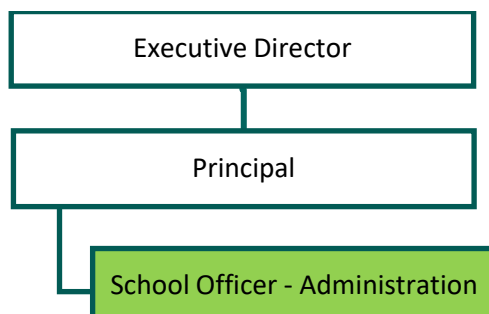 Executive Director
Principal
School Officer - Administration